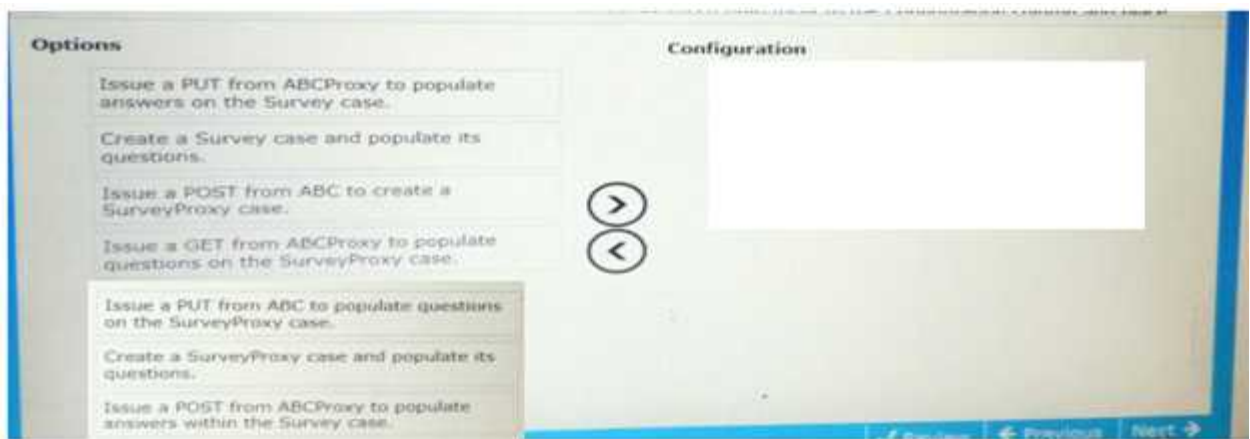 Options
Configuration
Issue a PUT from ABCProxy to populate
answers on the Survey case.
Create a Survey case and populate its
questions.
Issue a POST from ABC to create a
SurveyProxy case.
Issue a GET from ABCProxy to populate
questions on the SurveyProxy case.
Issue a PUT from ABC to populate questions
on the SurveyProxy case.
Create a SurveyProxy case and populate its
questions.
Issue a POST from ABCProxy to populate
answers within the Survey case.
Previous
Next